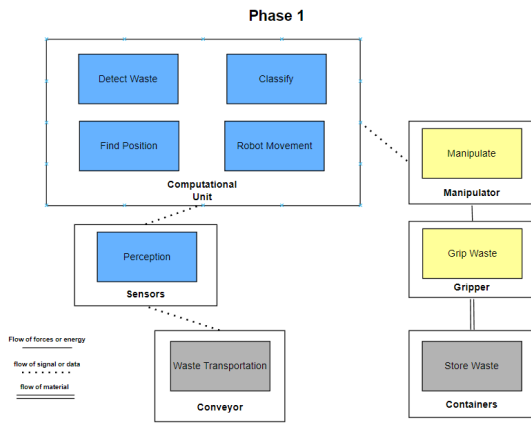 Phase 1
Detect Waste
Classify
Find Position
Robot Movement
Computational
Unit
Manipulate
Manipulator
Perception
Sensors
Grip Waste
Gripper
Flow of forces or energy
flow of signal or data
flow of material
Waste Transportation
Conveyor
Store Waste
Containers